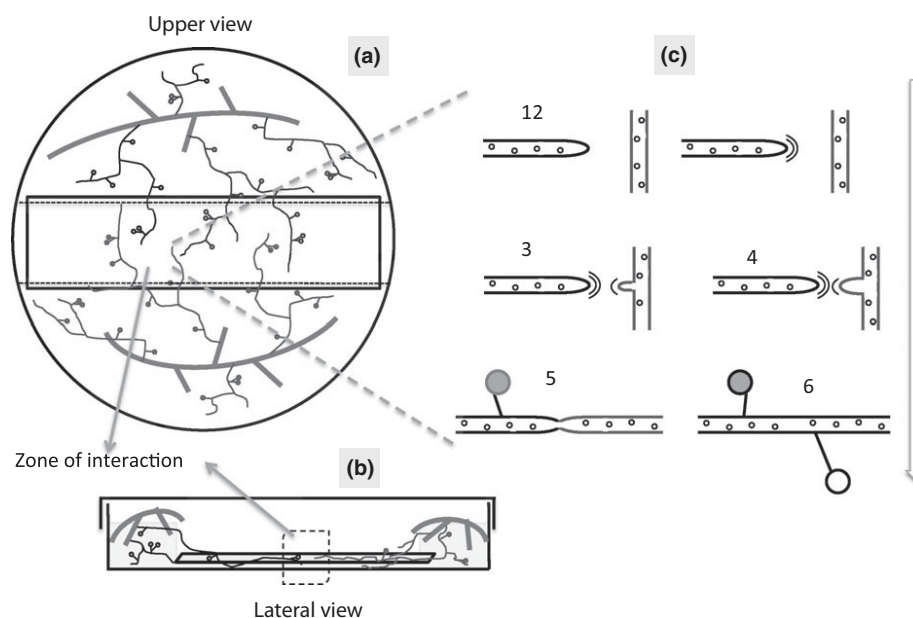 Upper view
(a)
(c)
12
3
4
5
6
Zone of interaction
(b)
Lateral view